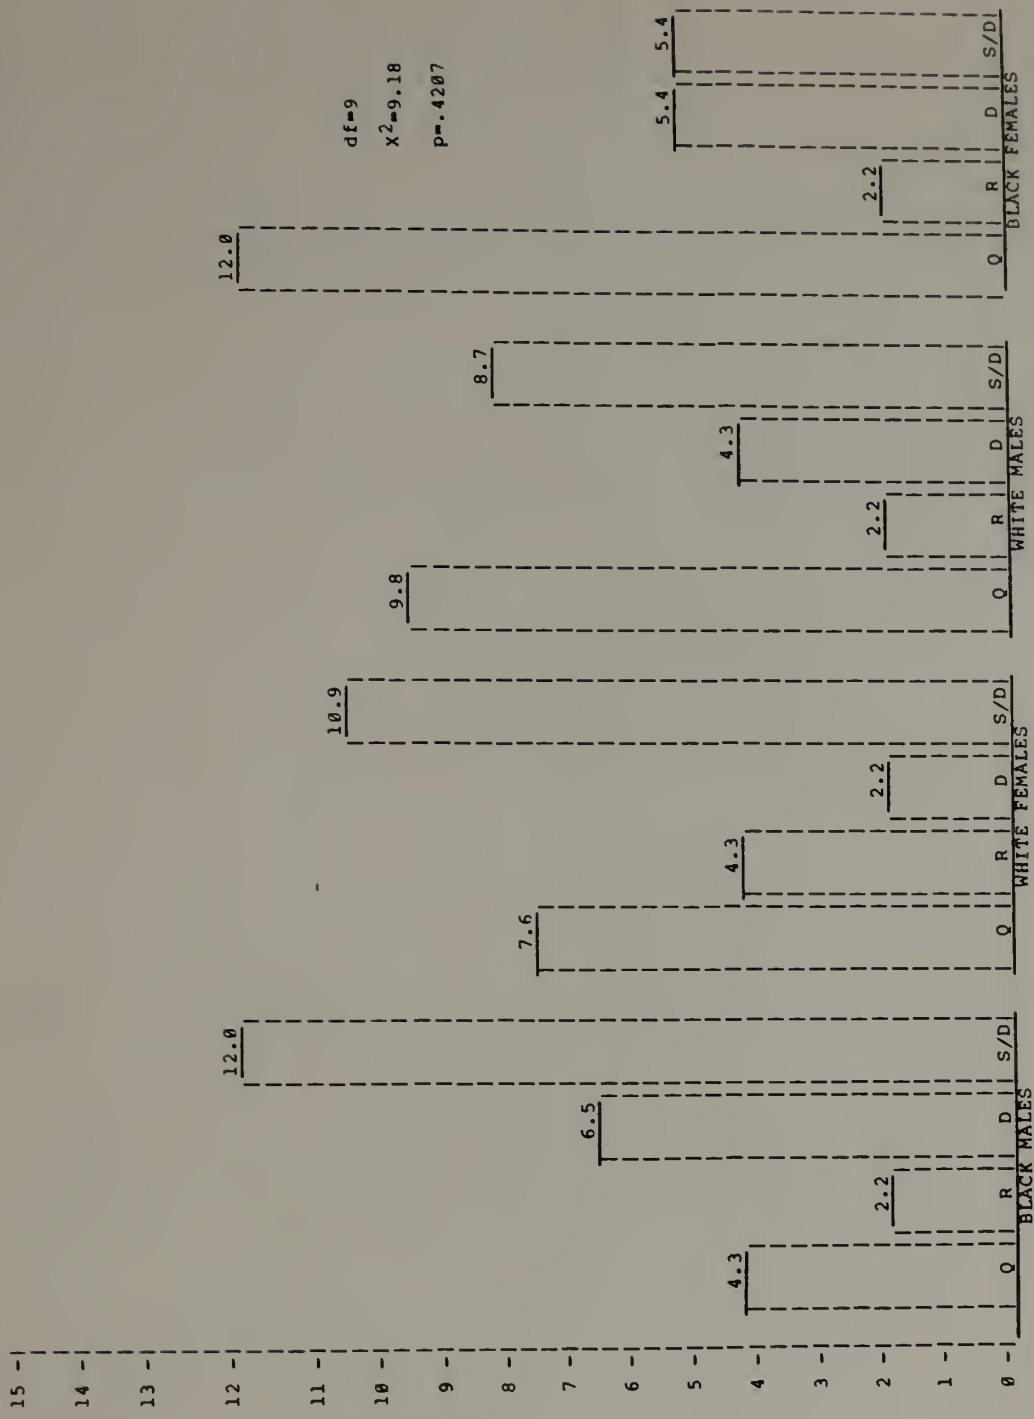 15 -
14 -
13 -
12 -
11 -
10 -
9 -
8 -
7 -
6 -
5 -
4 -
3 -
2 -
1 -
0 -
4.3
2.2
6.5
12.0
Q R D S/D
BLACK MALES
7.6
4.3
2.2
10.9
Q R D S/D
WHITE FEMALES
9.8
2.2
4.3
8.7
Q R D S/D
WHITE MALES
12.0
2.2
5.4
5.4
Q R D S/D
BLACK FEMALES
df=9
X²=9.18
p=.4207